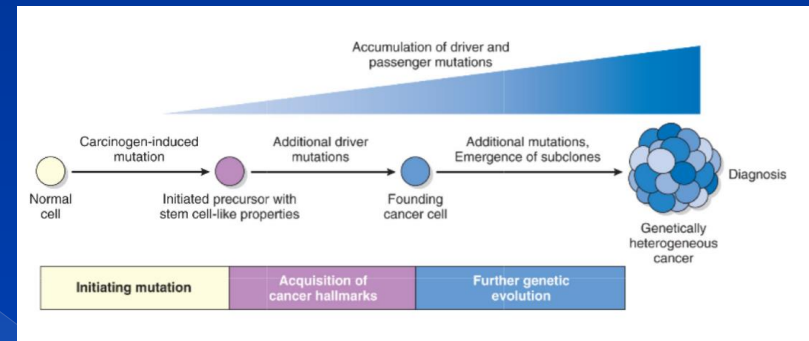 Accumulation of driver and
passenger mutations
Carcinogen-induced
mutation
Additional driver
mutations
Additional mutations,
Emergence of subclones
Diagnosis
Normal
cell
Initiated precursor with
stem cell-like properties
Founding
cancer cell
Genetically
heterogeneous
cancer
Initiating mutation
Acquisition of
cancer hallmarks
Further genetic
evolution